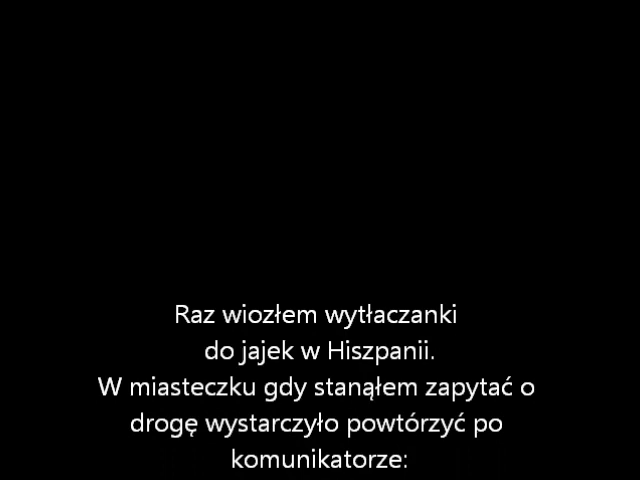 Raz wiozłem wytłaczanki
do jajek w Hiszpanii.
W miasteczku gdy stanąłem zapytać o
drogę wystarczyło powtórzyć po
komunikatorze: